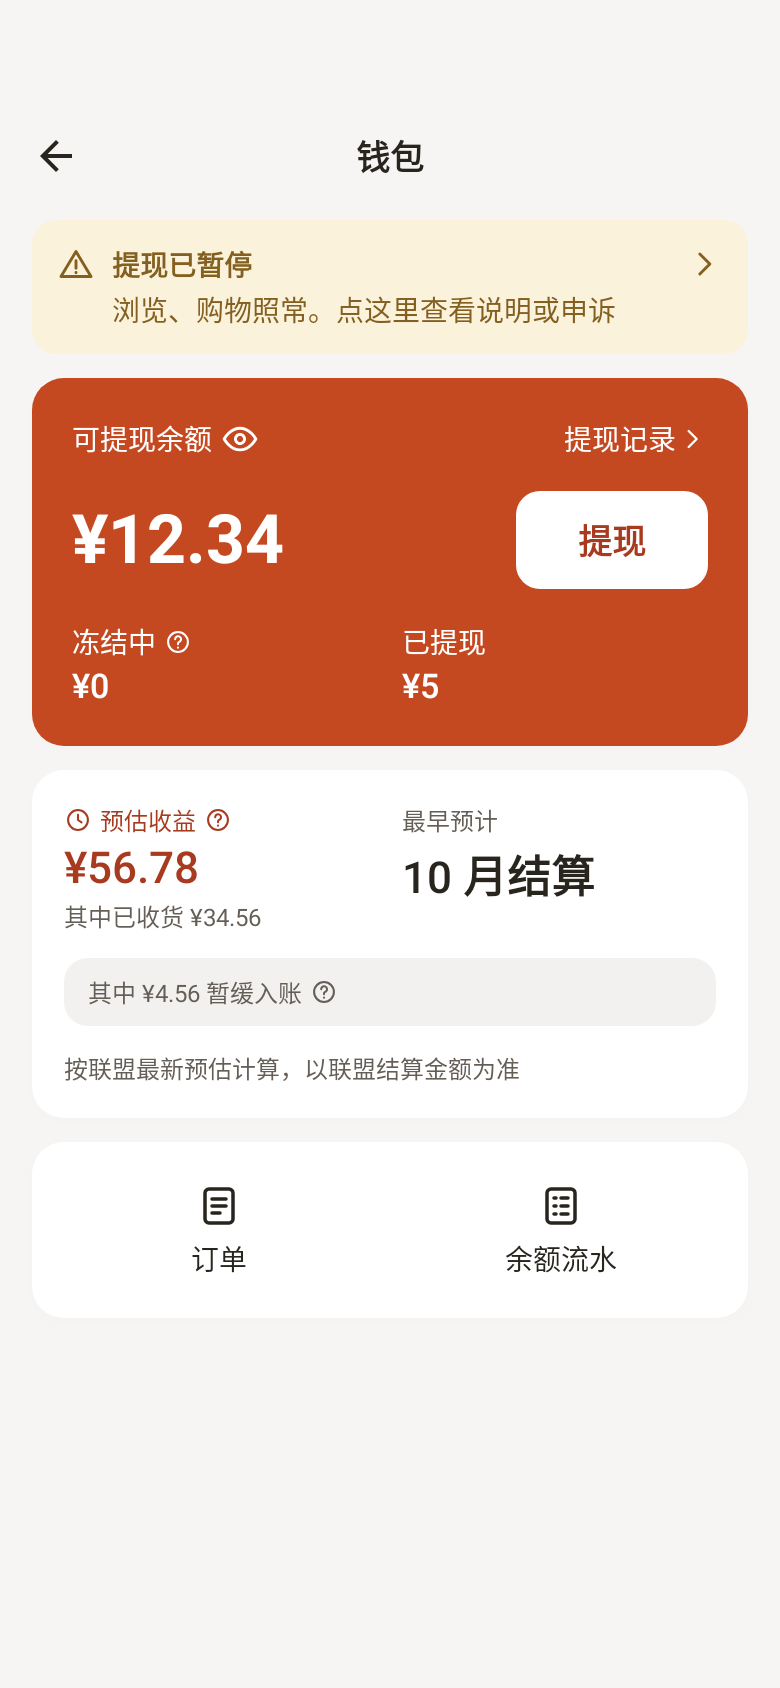 钱包
提现已暂停
浏览、购物照常。点这里查看说明或申诉
可提现余额
提现记录
¥12.34
提现
冻结中
已提现
¥0
¥5
预估收益
最早预计
¥56.78
10 月结算
其中已收货 ¥34.56
其中 ¥4.56 暂缓入账
按联盟最新预估计算，以联盟结算金额为准
订单
余额流水